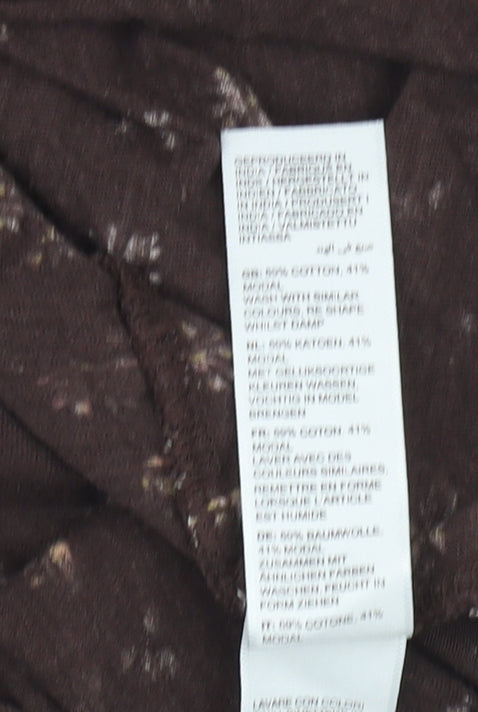 GEPRODUCEERD IN
INDIA / FABRIQUÉ EN
INDE / HERGESTELLT IN
INDIEN / FABBRICATO
INDIA / FABRICADO EN
INDIA / VALMISTETTU
INTIASSA
صنع في الهند
GB: 59% COTTON, 41%
MODAL
WASH WITH SIMILAR
COLOURS, RE SHAPE
WHILST DAMP
NL: 59% KATOEN, 41%
MODAL
MET GELIJKSOORTIGE
KLEUREN WASSEN,
VOCHTIG IN MODEL
BRENGEN
FR: 59% COTON, 41%
MODAL
LAVER AVEC DES
COULEURS SIMILAIRES,
REMETTRE EN FORME
LORSQUE L'ARTICLE
EST HUMIDE
DE: 59% BAUMWOLLE,
41% MODAL
ZUSAMMEN MIT
ÄHNLICHEN FARBEN
WASCHEN, FEUCHT IN
FORM ZIEHEN
IT: 59% COTONE, 41%
MODAL
LAVARE CON COLORI